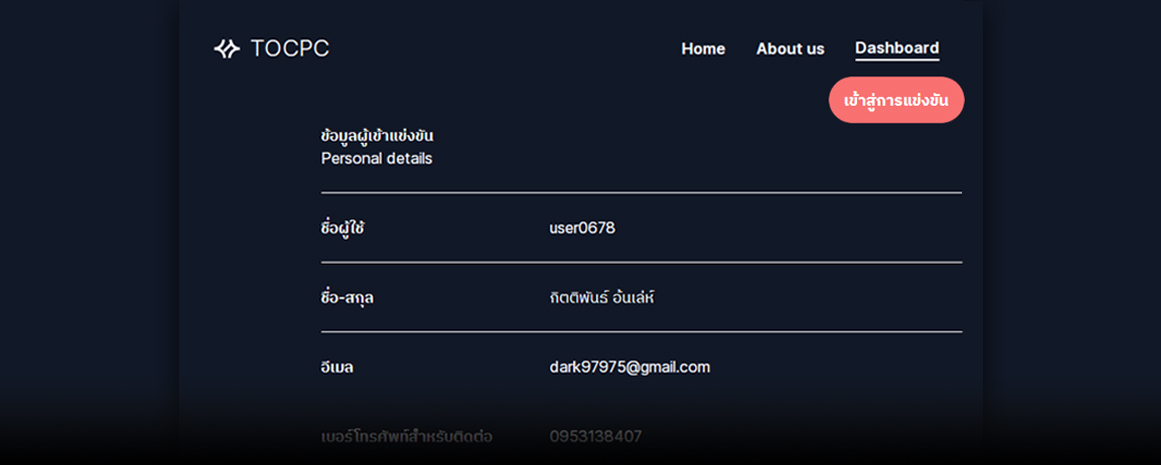 TOCPC
Home About us Dashboard
เข้าสู่การแข่งขัน
ข้อมูลผู้เข้าแข่งขัน
Personal details
ชื่อผู้ใช้ user0678
ชื่อ-สกุล กิตติพันธ์ อ้นเล่ห์
อีเมล dark97975@gmail.com
เบอร์โทรศัพท์สำหรับติดต่อ 0953138407